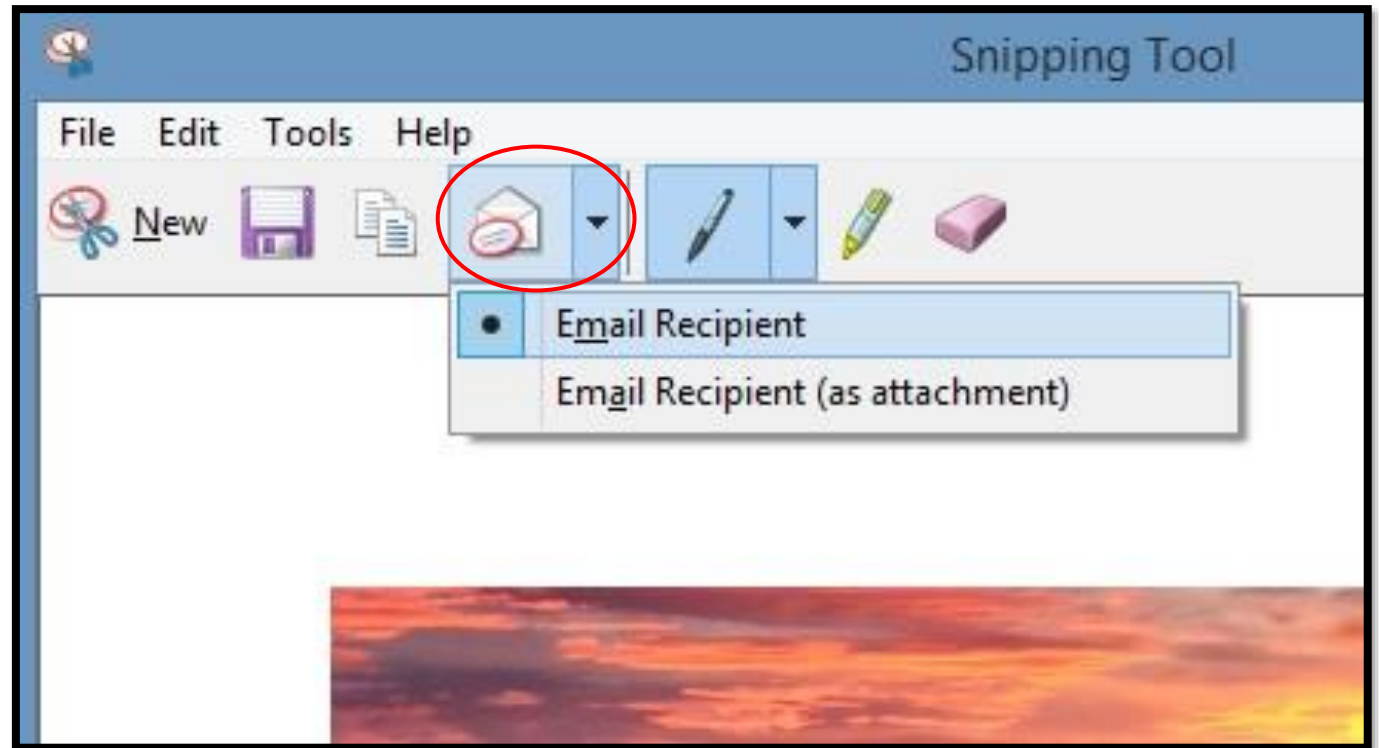 Snipping Tool
File Edit Tools Help
New
Email Recipient
Email Recipient (as attachment)